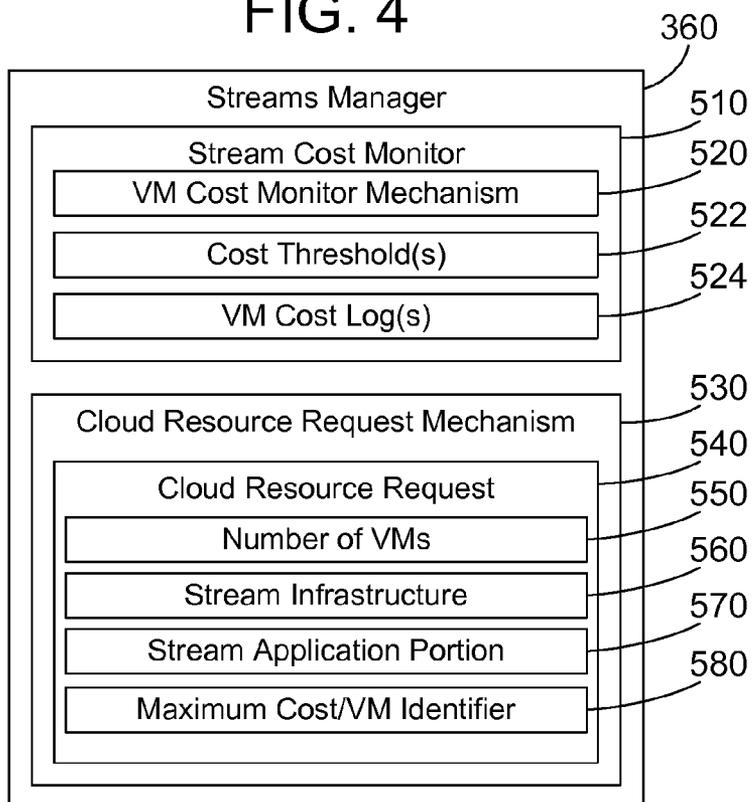 FIG. 4
360
Streams Manager
510
Stream Cost Monitor
520
VM Cost Monitor Mechanism
522
Cost Threshold(s)
524
VM Cost Log(s)
530
Cloud Resource Request Mechanism
540
Cloud Resource Request
550
Number of VMs
560
Stream Infrastructure
570
Stream Application Portion
580
Maximum Cost/VM Identifier